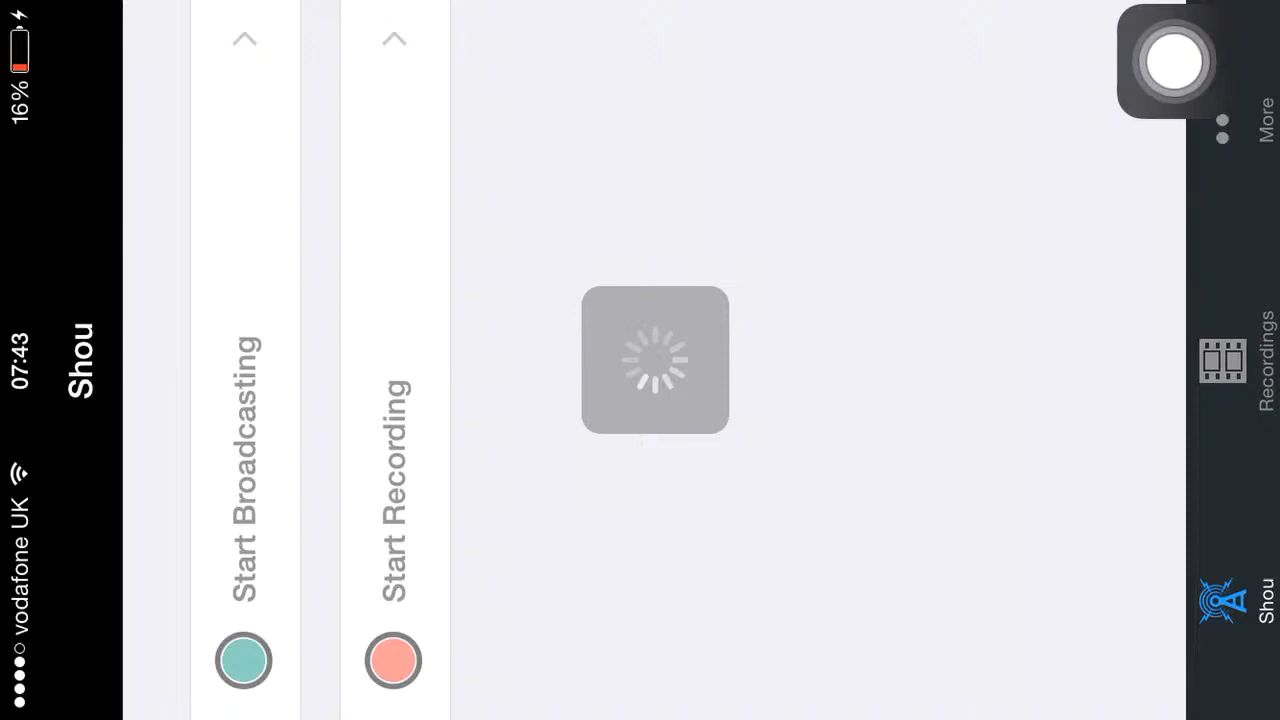 vodafone UK
07:43
16%
Shou
Start Broadcasting
Start Recording
Shou
Recordings
More